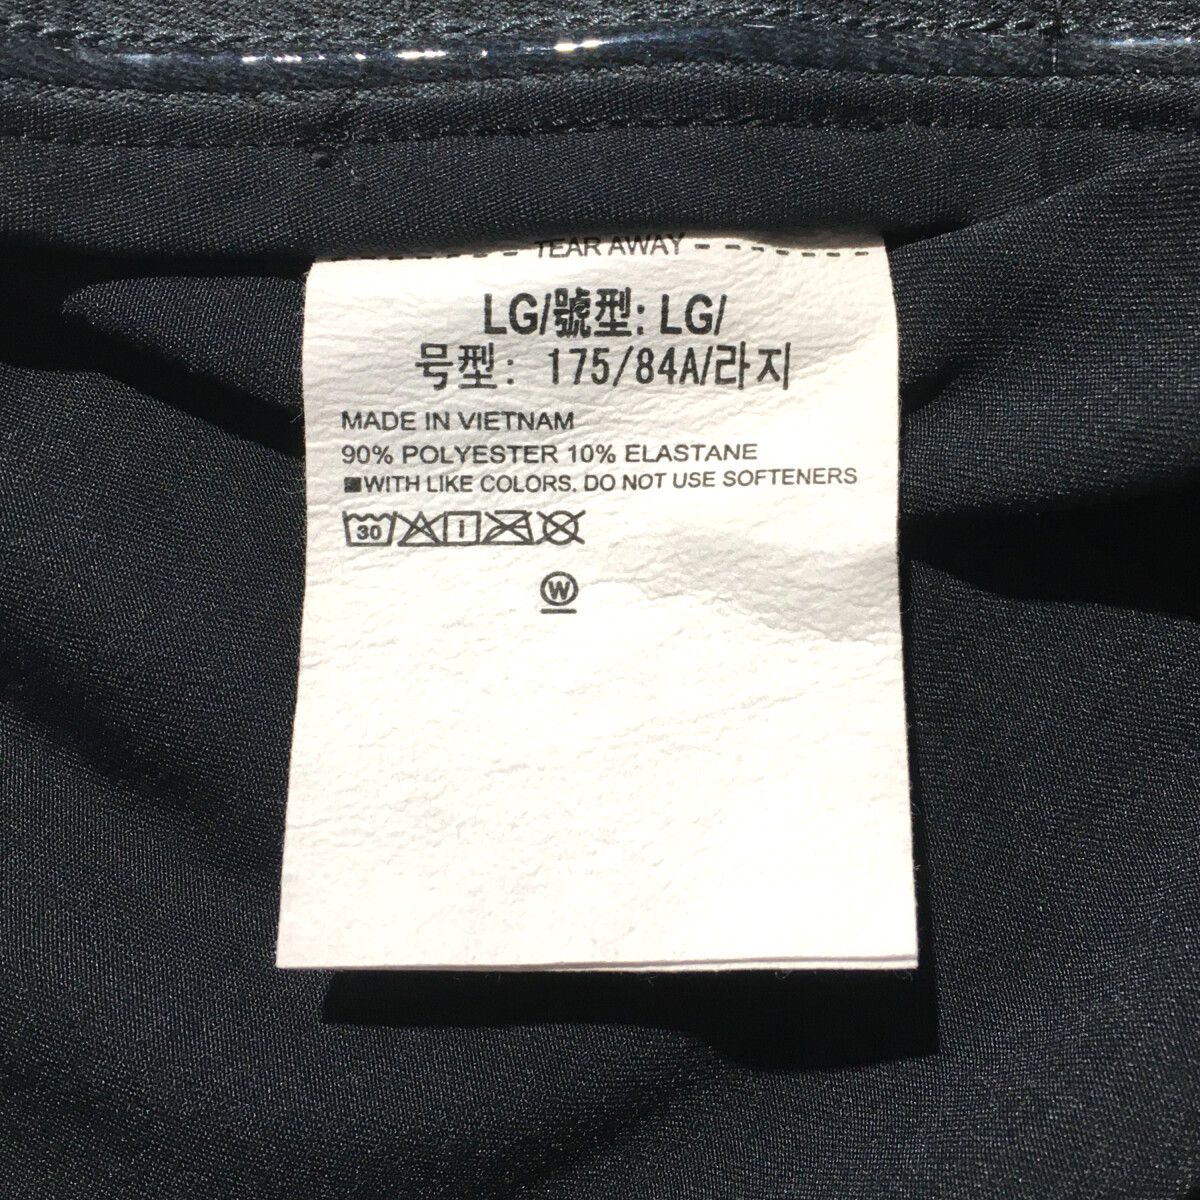 TEAR AWAY
LG/號型: LG/
号型: 175/84A/라지
MADE IN VIETNAM
90% POLYESTER 10% ELASTANE
■WITH LIKE COLORS. DO NOT USE SOFTENERS
30
W